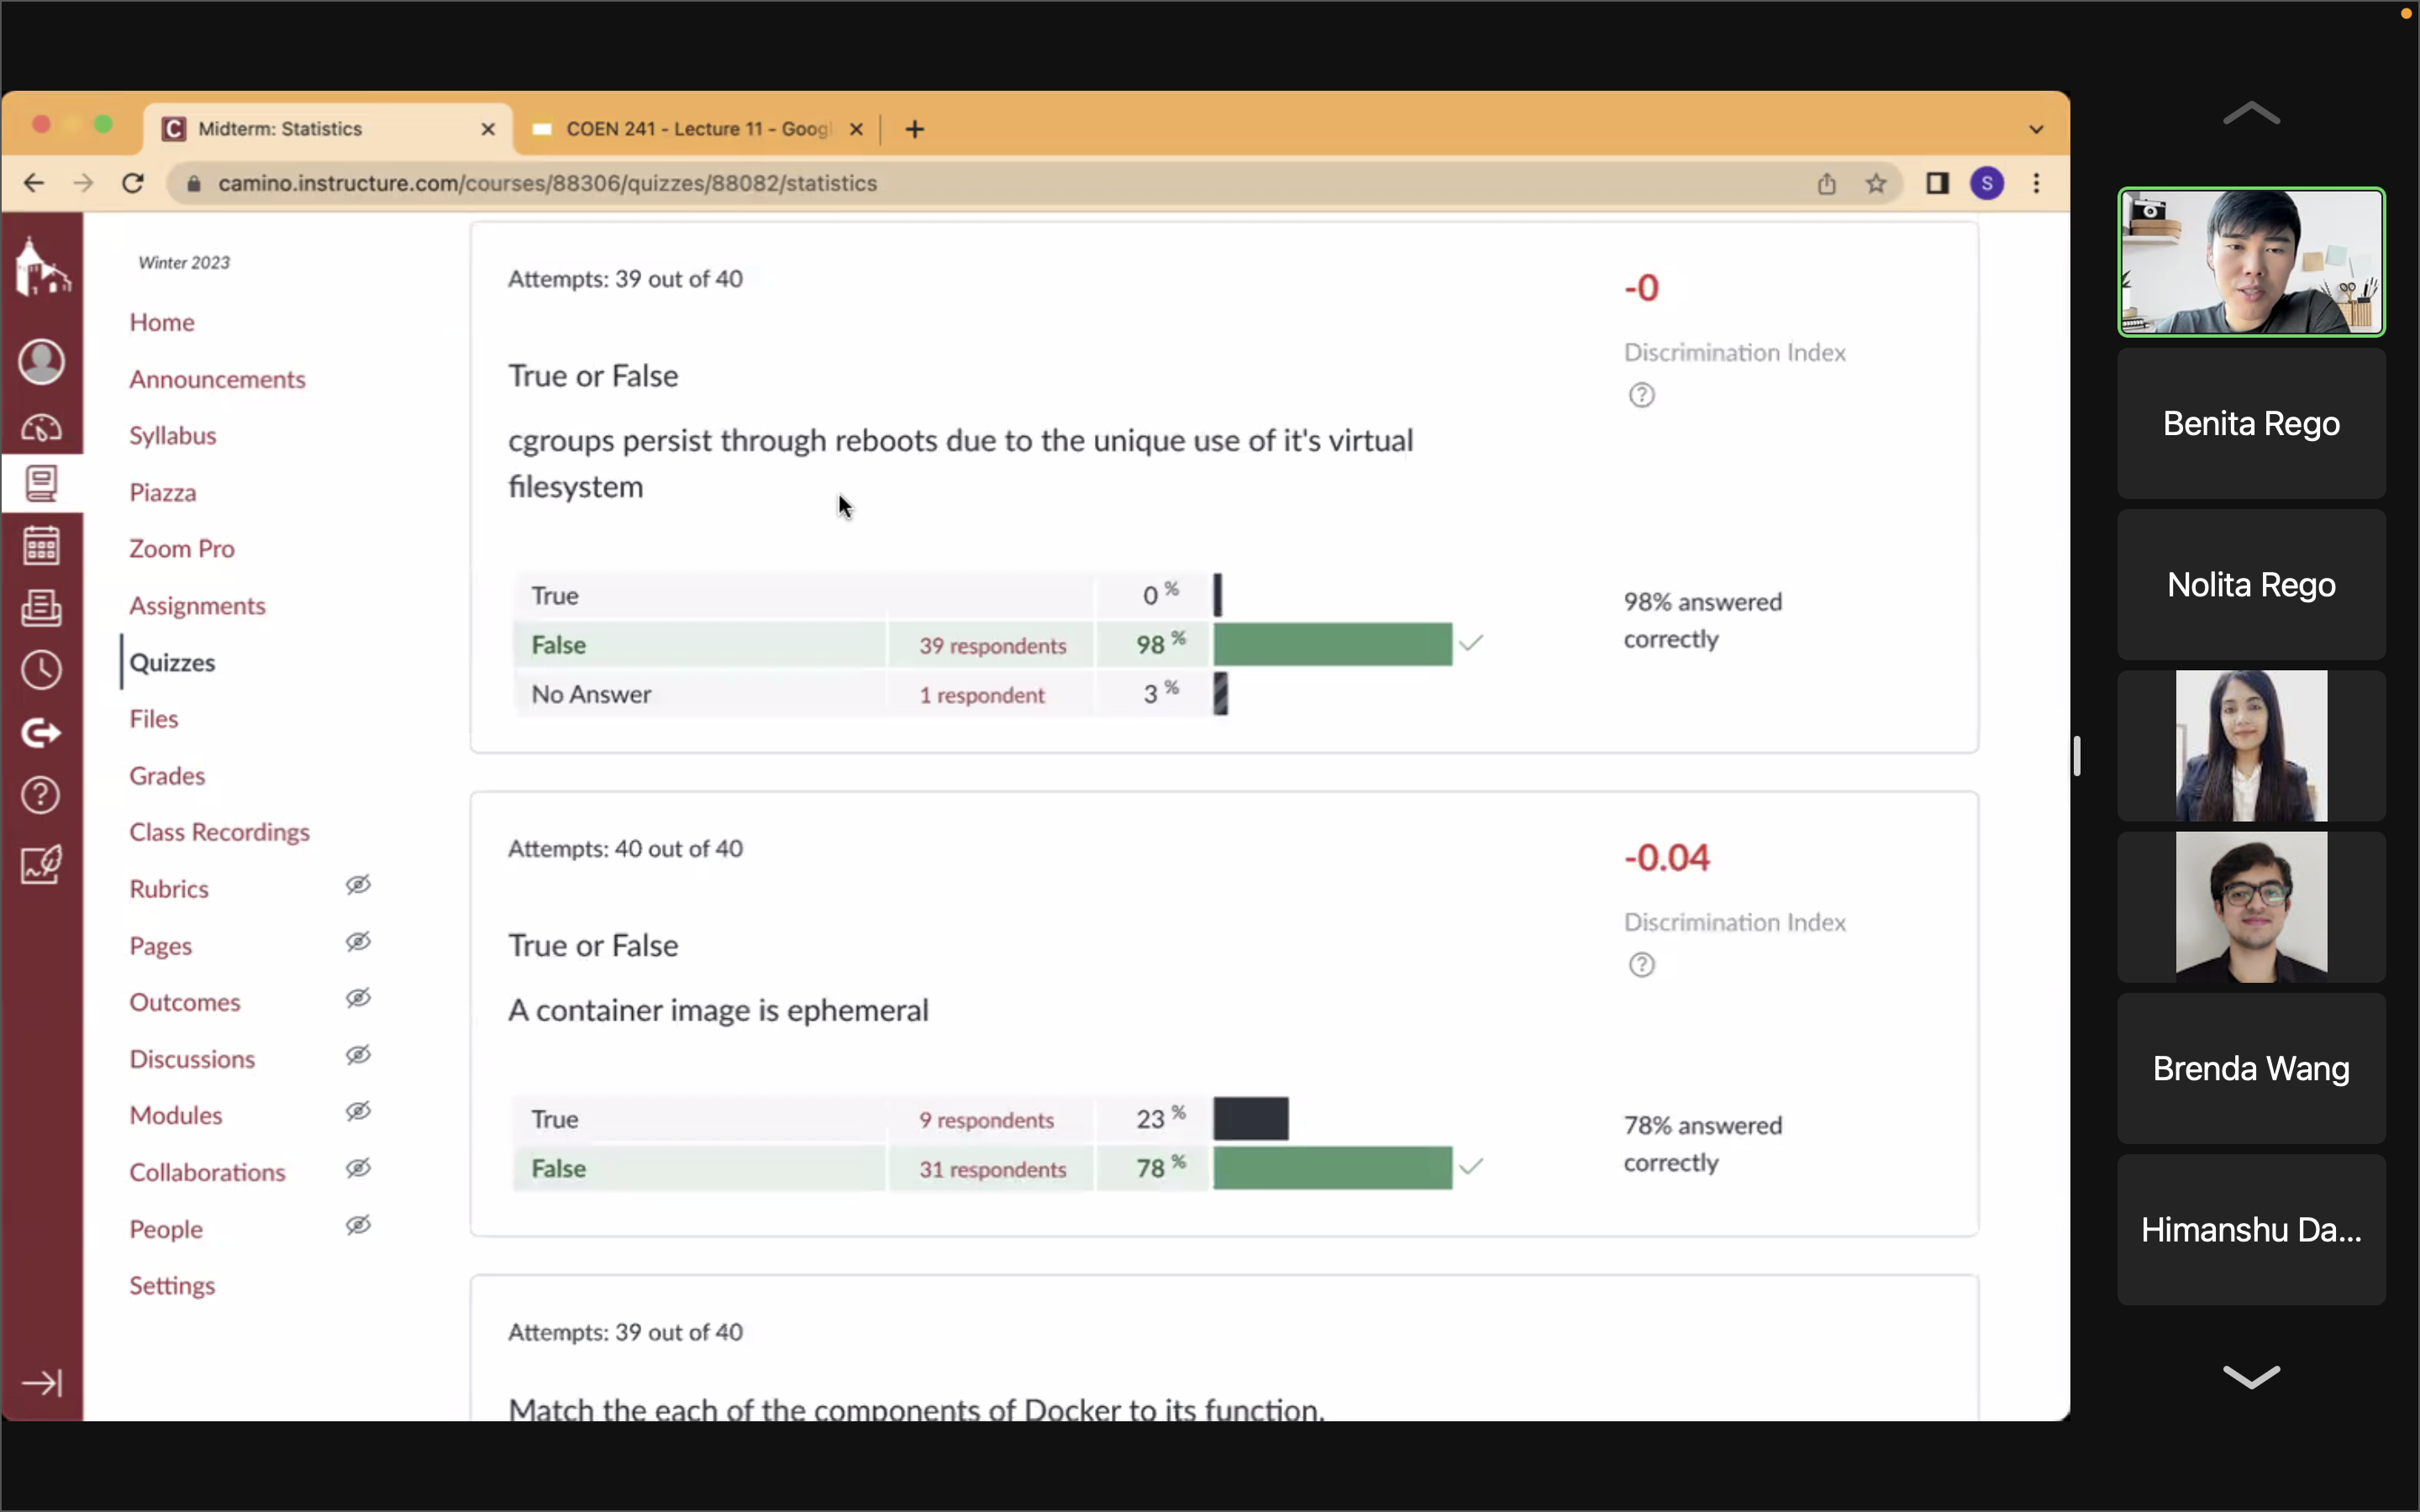 Midterm: Statistics
COEN 241 - Lecture 11 - Googl
camino.instructure.com/courses/88306/quizzes/88082/statistics
S
Winter 2023
Home
Announcements
Syllabus
Piazza
Zoom Pro
Assignments
Quizzes
Files
Grades
Class Recordings
Rubrics
Pages
Outcomes
Discussions
Modules
Collaborations
People
Settings
Attempts: 39 out of 40
-0
Discrimination Index
True or False
cgroups persist through reboots due to the unique use of it's virtual
filesystem
True 0 %
False 39 respondents 98 %
No Answer 1 respondent 3 %
98% answered
correctly
Attempts: 40 out of 40
-0.04
Discrimination Index
True or False
A container image is ephemeral
True 9 respondents 23 %
False 31 respondents 78 %
78% answered
correctly
Attempts: 39 out of 40
Match the each of the components of Docker to its function.
Benita Rego
Nolita Rego
Brenda Wang
Himanshu Da...